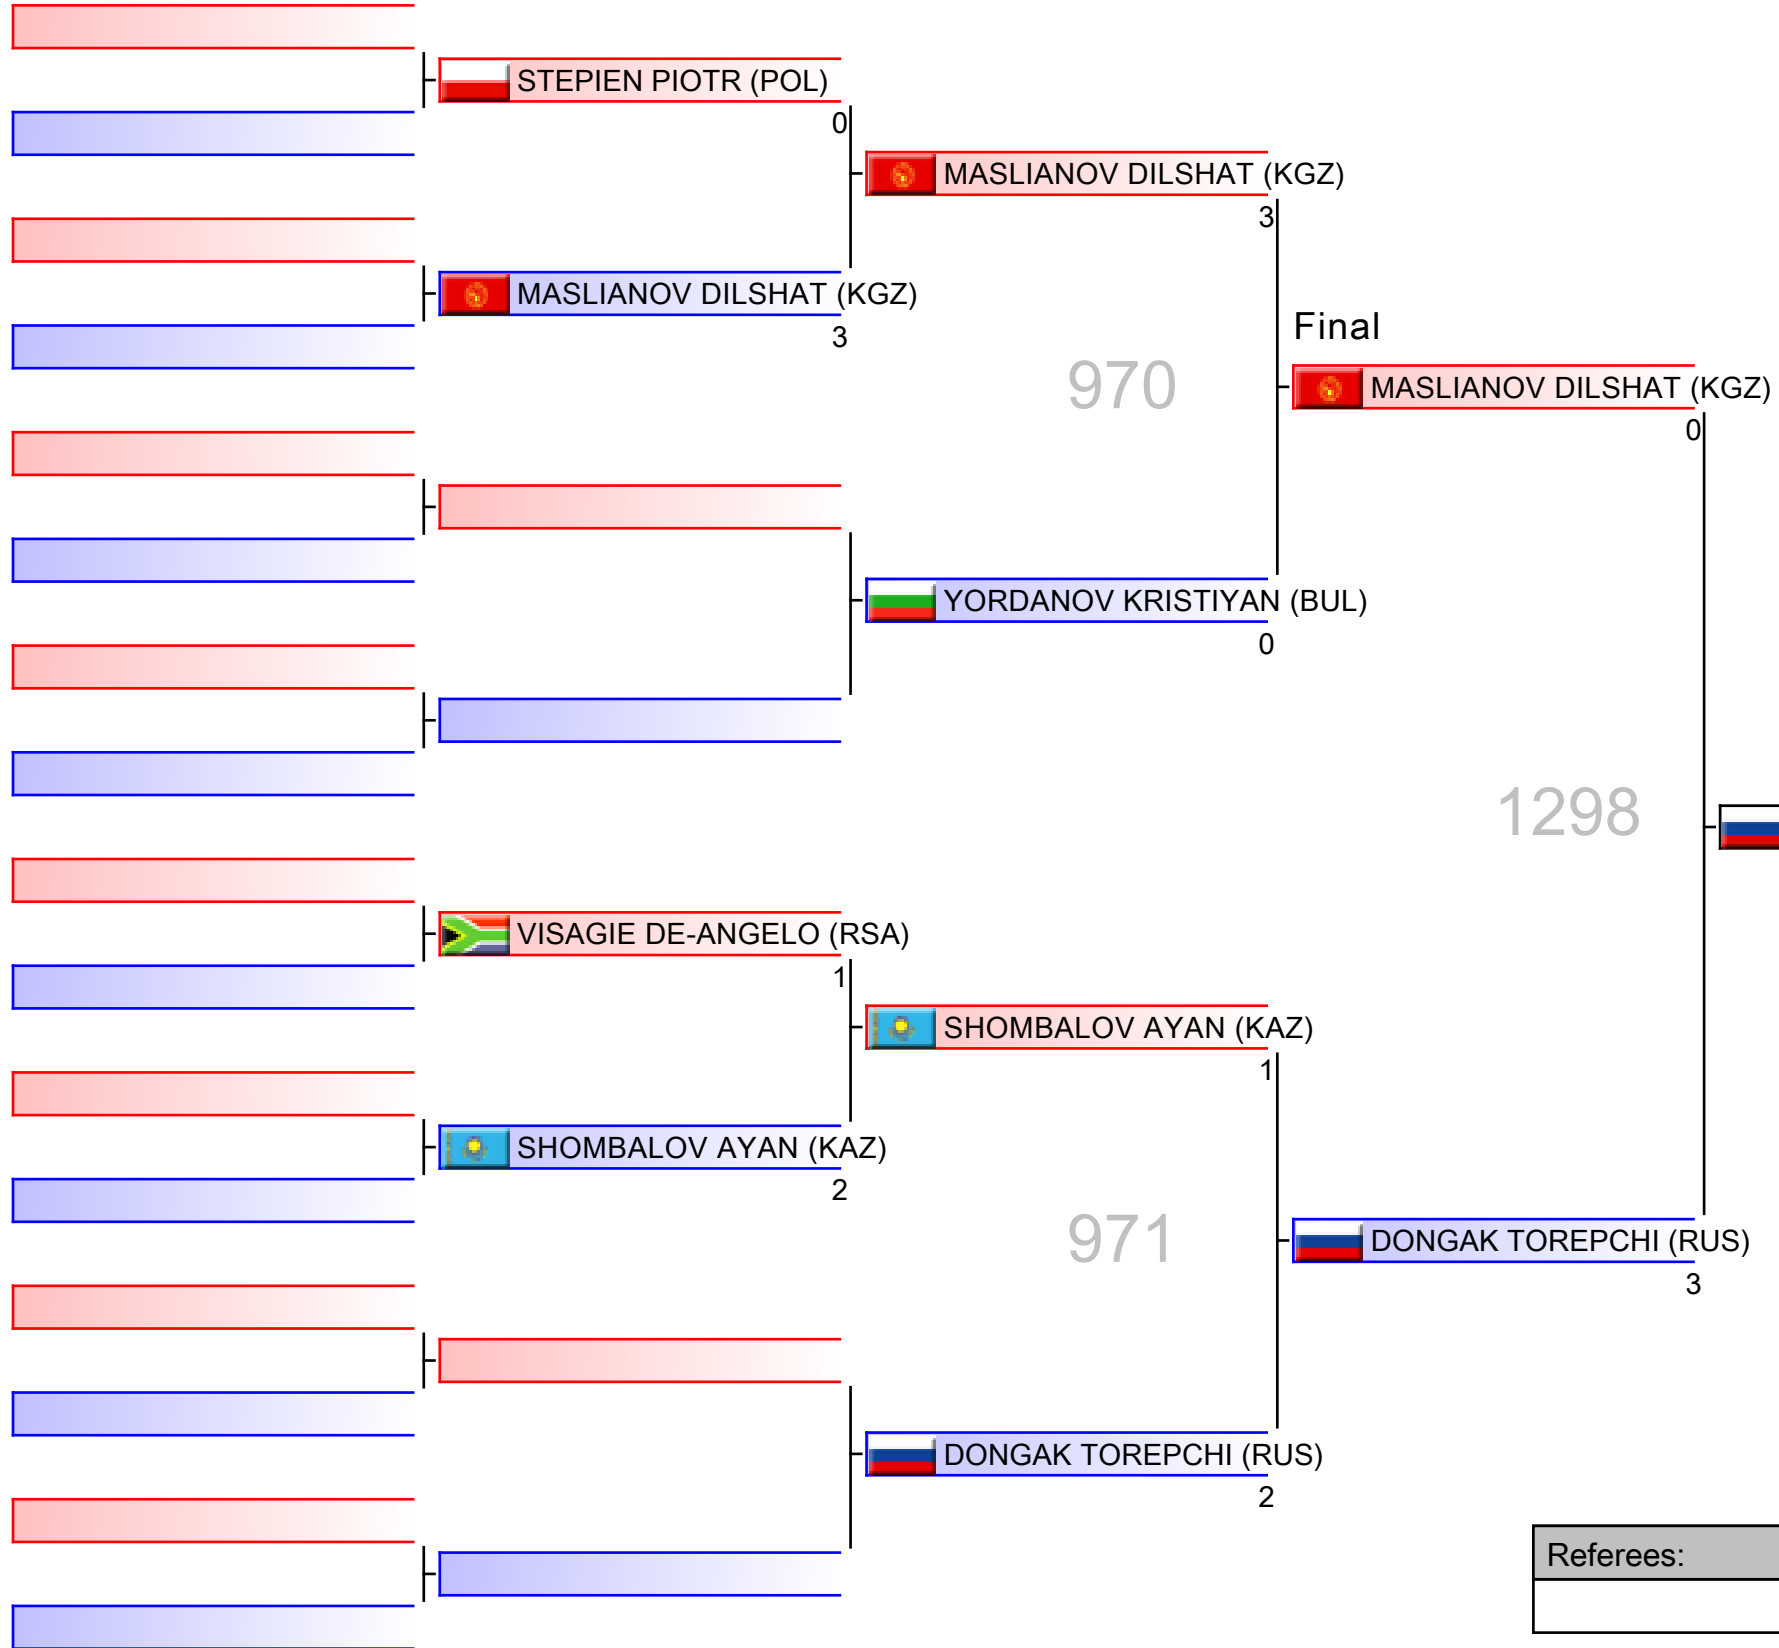 STEPIEN PIOTR (POL)
0
MASLIANOV DILSHAT (KGZ)
3
MASLIANOV DILSHAT (KGZ)
3
Final
970
MASLIANOV DILSHAT (KGZ)
0
YORDANOV KRISTIYAN (BUL)
0
1298
VISAGIE DE-ANGELO (RSA)
1
SHOMBALOV AYAN (KAZ)
1
SHOMBALOV AYAN (KAZ)
2
971
DONGAK TOREPCHI (RUS)
3
DONGAK TOREPCHI (RUS)
2
Referees: